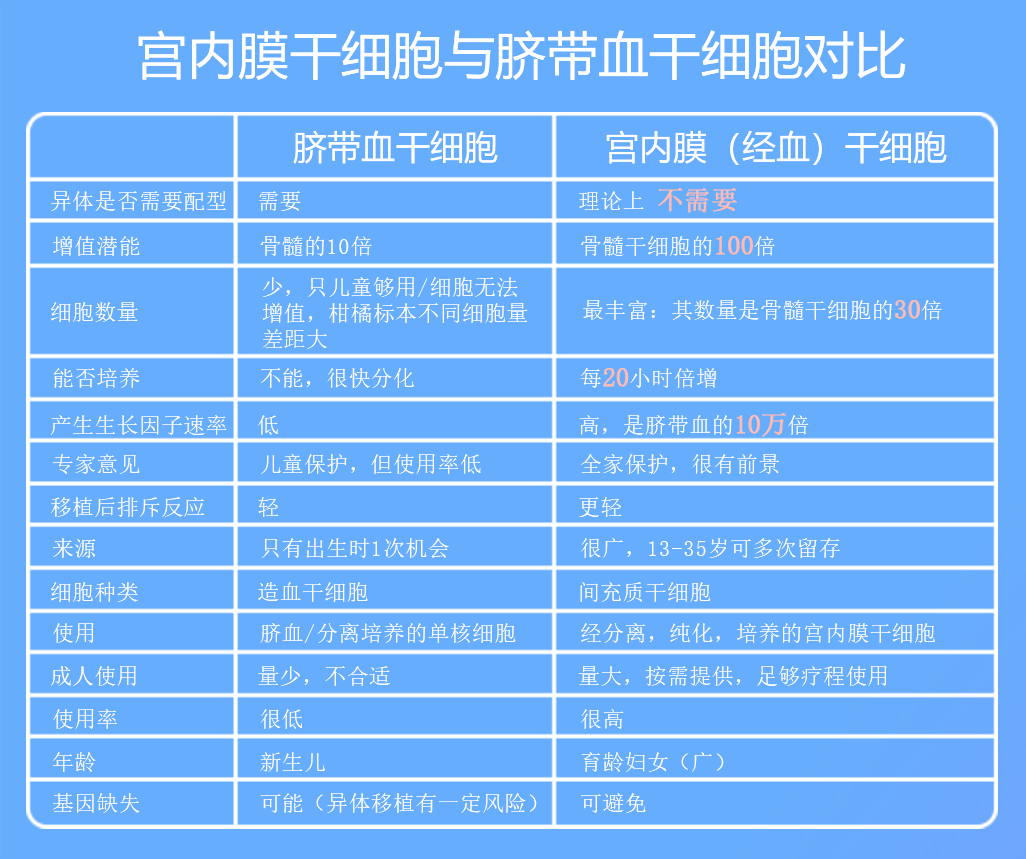 宫内膜干细胞与脐带血干细胞对比
脐带血干细胞
宫内膜（经血）干细胞
异体是否需要配型
需要
理论上 不需要
增值潜能
骨髓的10倍
骨髓干细胞的100倍
细胞数量
少，只儿童够用/细胞无法
增值，柑橘标本不同细胞量
差距大
最丰富：其数量是骨髓干细胞的30倍
能否培养
不能，很快分化
每20小时倍增
产生生长因子速率
低
高，是脐带血的10万倍
专家意见
儿童保护，但使用率低
全家保护，很有前景
移植后排斥反应
轻
更轻
来源
只有出生时1次机会
很广，13-35岁可多次留存
细胞种类
造血干细胞
间充质干细胞
使用
脐血/分离培养的单核细胞
经分离，纯化，培养的宫内膜干细胞
成人使用
量少，不合适
量大，按需提供，足够疗程使用
使用率
很低
很高
年龄
新生儿
育龄妇女（广）
基因缺失
可能（异体移植有一定风险）
可避免